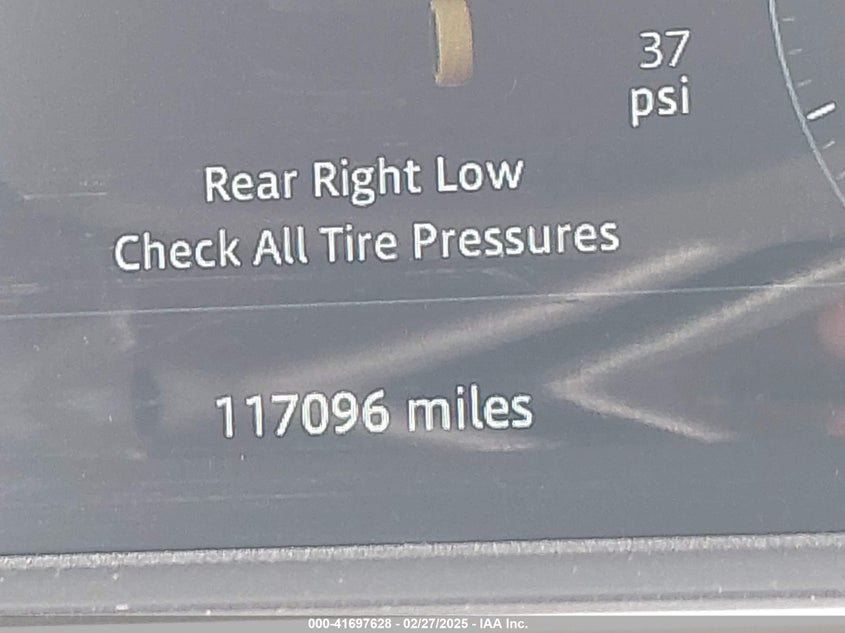 37
psi
Rear Right Low
Check All Tire Pressures
117096 miles
000-41697628 - 02/27/2025 - IAA Inc.